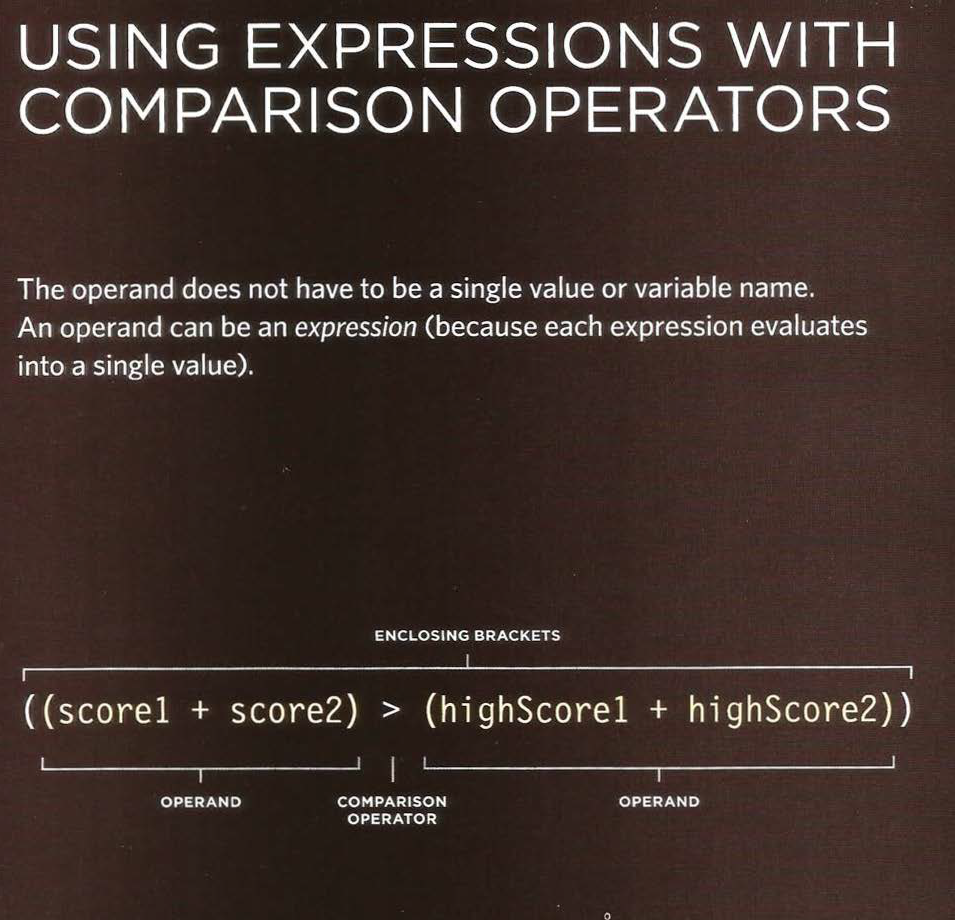 USING EXPRESSIONS WITH
COMPARISON OPERATORS
The operand does not have to be a single value or variable name.
An operand can be an expression (because each expression evaluates
into a single value).
ENCLOSING BRACKETS
((score1 + score2) > (highScore1 + highScore2))
OPERAND
COMPARISON
OPERATOR
OPERAND